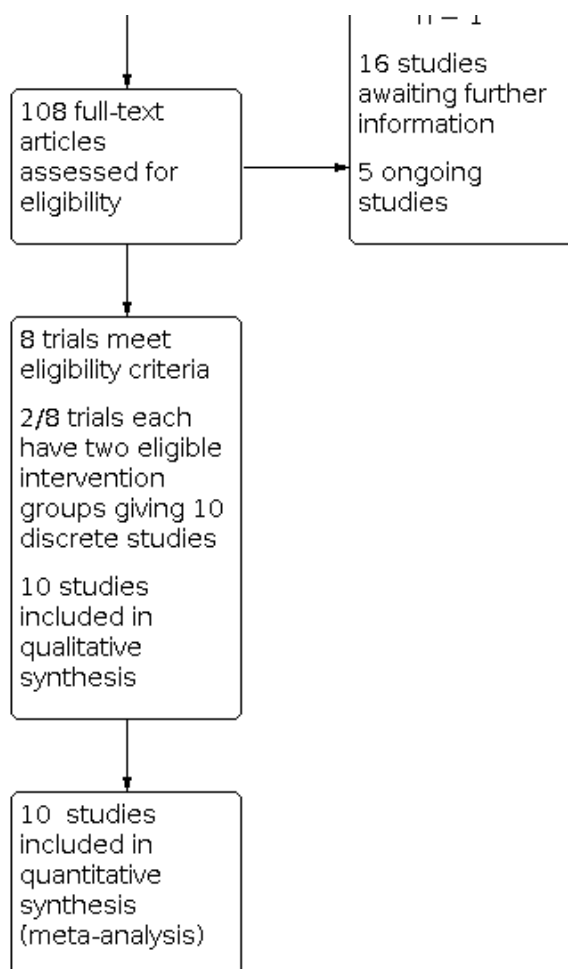 n = 1
16 studies
awaiting further
information
5 ongoing
studies
108 full-text
articles
assessed for
eligibility
8 trials meet
eligibility criteria
2/8 trials each
have two eligible
intervention
groups giving 10
discrete studies
10 studies
included in
qualitative
synthesis
10 studies
included in
quantitative
synthesis
(meta-analysis)